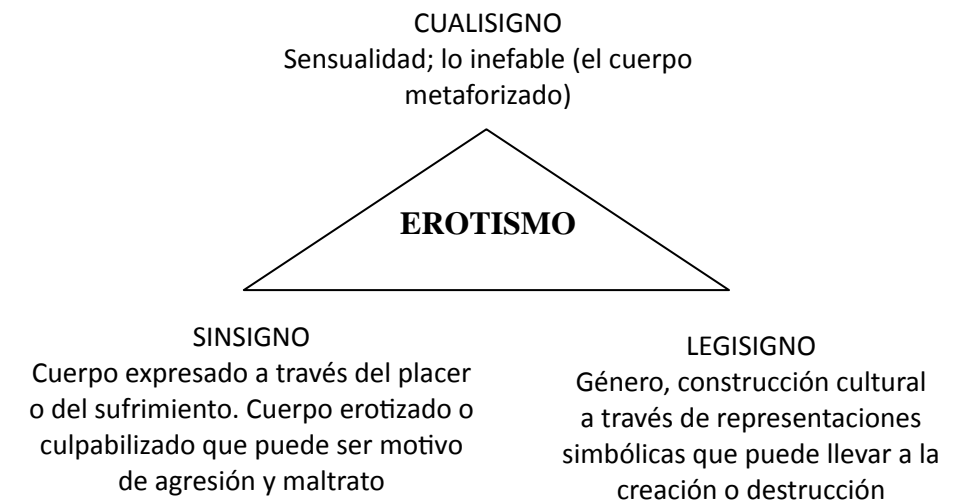 CUALISIGNO
Sensualidad; lo inefable (el cuerpo
metaforizado)
EROTISMO
SINSIGNO
Cuerpo expresado a través del placer
o del sufrimiento. Cuerpo erotizado o
culpabilizado que puede ser motivo
de agresión y maltrato
LEGISIGNO
Género, construcción cultural
a través de representaciones
simbólicas que puede llevar a la
creación o destrucción